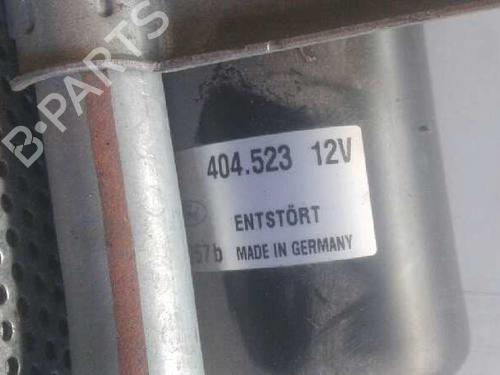 B-PARTS
404.523 12V
ENTSTÖRT
57b MADE IN GERMANY